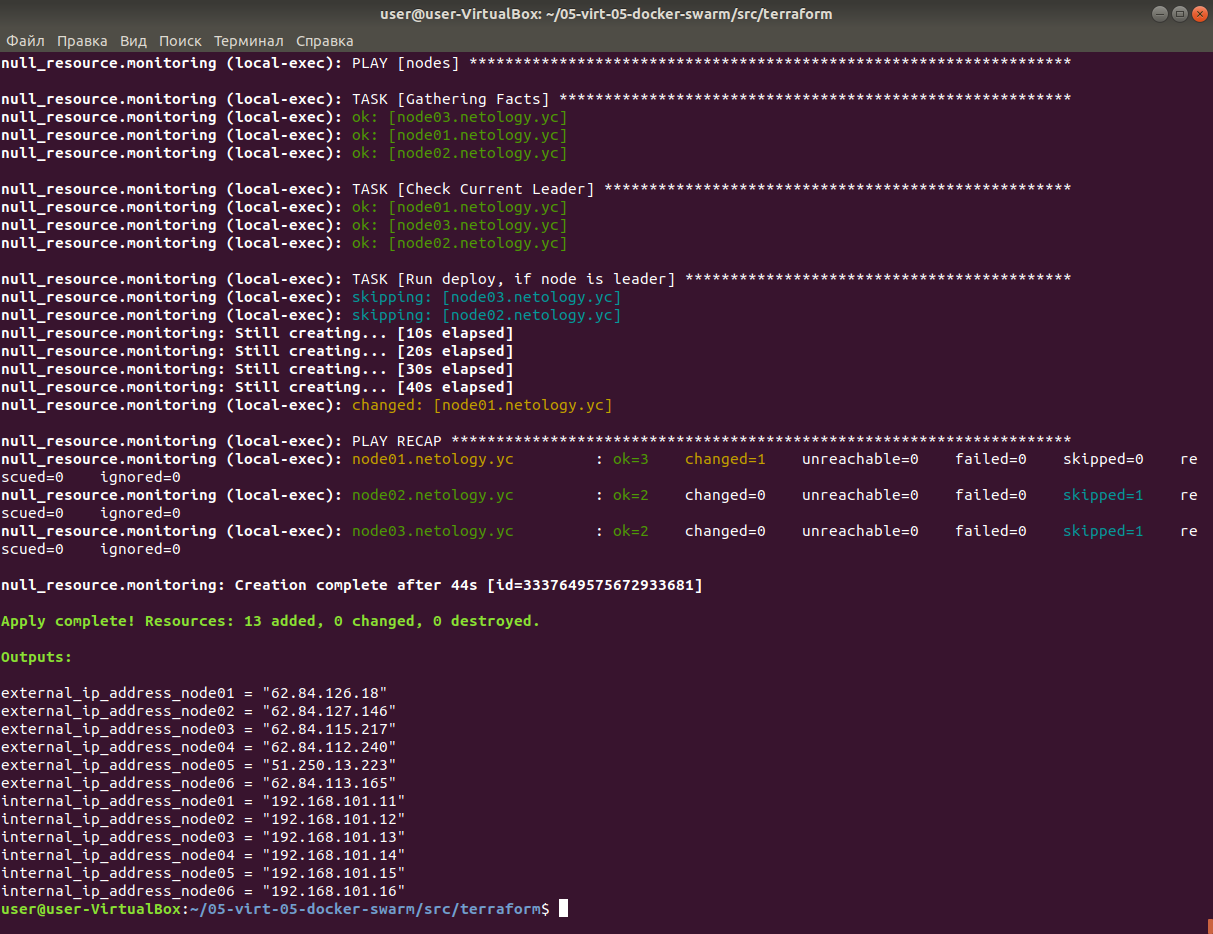 user@user-VirtualBox: ~/05-virt-05-docker-swarm/src/terraform
Файл Правка Вид Поиск Терминал Справка
null_resource.monitoring (local-exec): PLAY [nodes] *******************************************************************
null_resource.monitoring (local-exec): TASK [Gathering Facts] *********************************************************
null_resource.monitoring (local-exec): ok: [node03.netology.yc]
null_resource.monitoring (local-exec): ok: [node01.netology.yc]
null_resource.monitoring (local-exec): ok: [node02.netology.yc]
null_resource.monitoring (local-exec): TASK [Check Current Leader] ****************************************************
null_resource.monitoring (local-exec): ok: [node01.netology.yc]
null_resource.monitoring (local-exec): ok: [node03.netology.yc]
null_resource.monitoring (local-exec): ok: [node02.netology.yc]
null_resource.monitoring (local-exec): TASK [Run deploy, if node is leader] *******************************************
null_resource.monitoring (local-exec): skipping: [node03.netology.yc]
null_resource.monitoring (local-exec): skipping: [node02.netology.yc]
null_resource.monitoring: Still creating... [10s elapsed]
null_resource.monitoring: Still creating... [20s elapsed]
null_resource.monitoring: Still creating... [30s elapsed]
null_resource.monitoring: Still creating... [40s elapsed]
null_resource.monitoring (local-exec): changed: [node01.netology.yc]
null_resource.monitoring (local-exec): PLAY RECAP *********************************************************************
null_resource.monitoring (local-exec): node01.netology.yc         : ok=3    changed=1    unreachable=0    failed=0    skipped=0    re
scued=0    ignored=0
null_resource.monitoring (local-exec): node02.netology.yc         : ok=2    changed=0    unreachable=0    failed=0    skipped=1    re
scued=0    ignored=0
null_resource.monitoring (local-exec): node03.netology.yc         : ok=2    changed=0    unreachable=0    failed=0    skipped=1    re
scued=0    ignored=0
null_resource.monitoring: Creation complete after 44s [id=3337649575672933681]
Apply complete! Resources: 13 added, 0 changed, 0 destroyed.
Outputs:
external_ip_address_node01 = "62.84.126.18"
external_ip_address_node02 = "62.84.127.146"
external_ip_address_node03 = "62.84.115.217"
external_ip_address_node04 = "62.84.112.240"
external_ip_address_node05 = "51.250.13.223"
external_ip_address_node06 = "62.84.113.165"
internal_ip_address_node01 = "192.168.101.11"
internal_ip_address_node02 = "192.168.101.12"
internal_ip_address_node03 = "192.168.101.13"
internal_ip_address_node04 = "192.168.101.14"
internal_ip_address_node05 = "192.168.101.15"
internal_ip_address_node06 = "192.168.101.16"
user@user-VirtualBox:~/05-virt-05-docker-swarm/src/terraform$